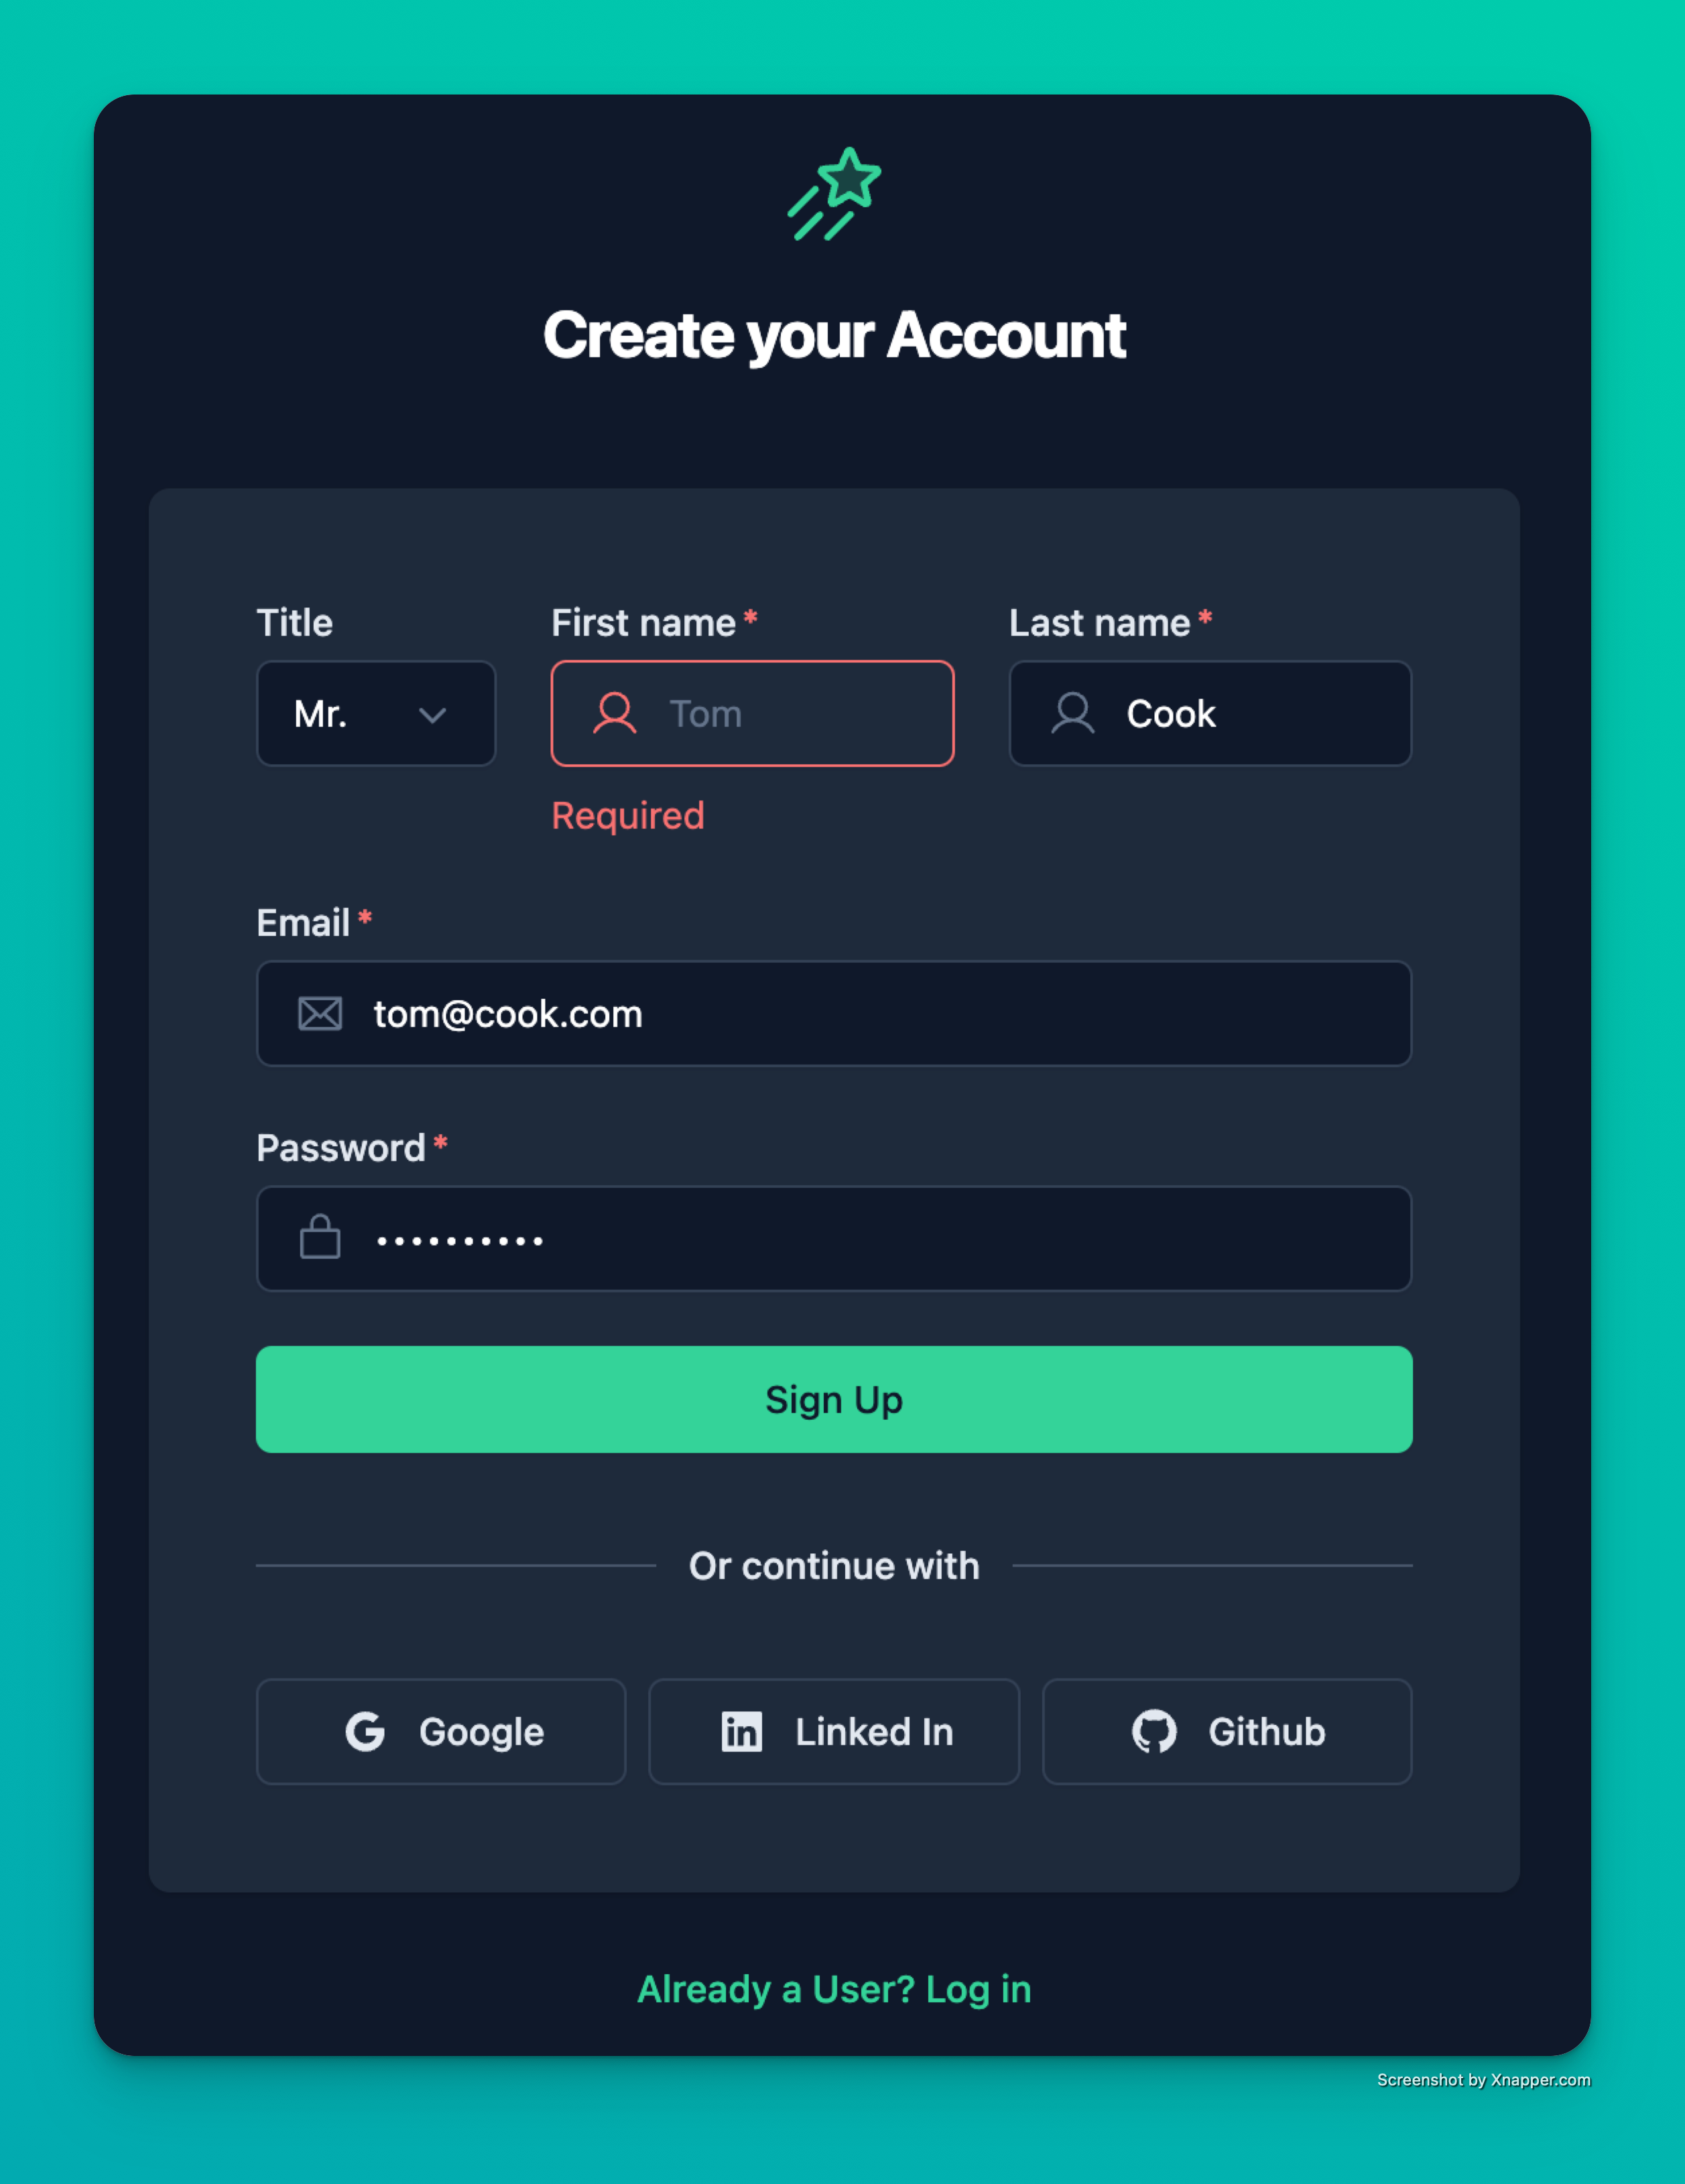 Create your Account
Title
First name *
Last name *
Mr.
Tom
Cook
Required
Email *
tom@cook.com
Password *
••••••••••
Sign Up
Or continue with
Google
Linked In
Github
Already a User? Log in
Screenshot by Xnapper.com